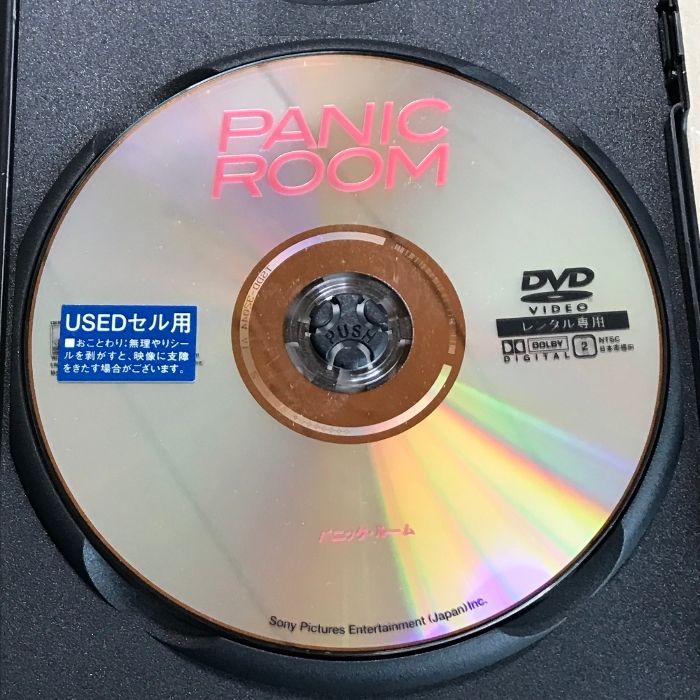 PANIC
ROOM
DVD
VIDEO
レンタル専用
DOLBY
DIGITAL
2
NTSC
日本市場向
USEDセル用
■おことわり:無理やりシー
ルを剥がすと、映像に支障
をきたす場合がございます。
PUSH
パニック・ルーム
Sony Pictures Entertainment (Japan) Inc.